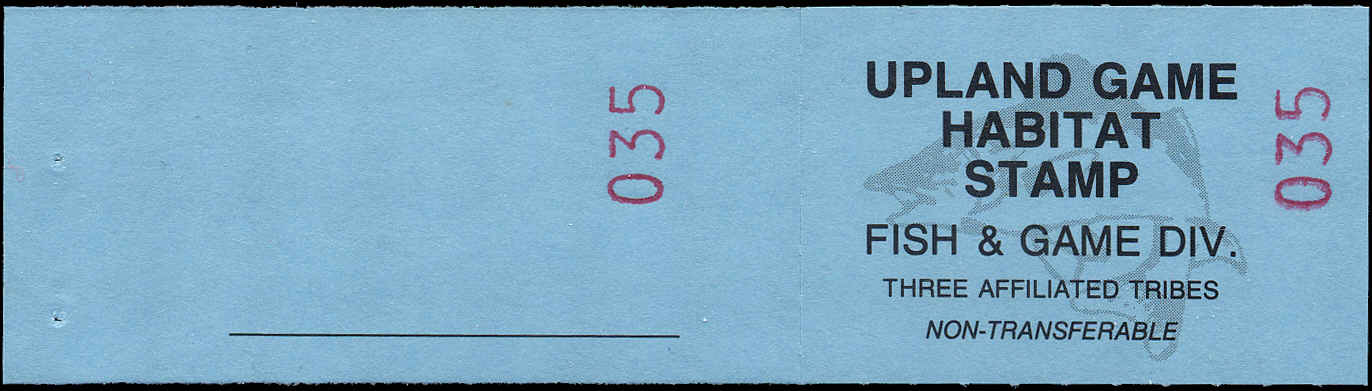 035
UPLAND GAME
HABITAT
STAMP
FISH & GAME DIV.
THREE AFFILIATED TRIBES
NON-TRANSFERABLE
035